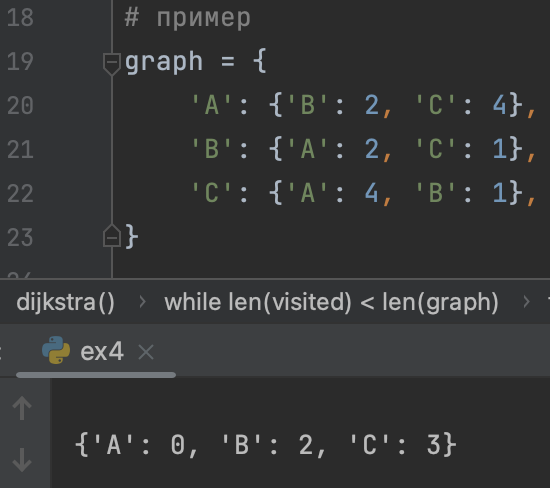 18 # пример
19 graph = {
20 'A': {'B': 2, 'C': 4},
21 'B': {'A': 2, 'C': 1},
22 'C': {'A': 4, 'B': 1},
23 }
dijkstra() › while len(visited) < len(graph) ›
: ex4 ×
{'A': 0, 'B': 2, 'C': 3}